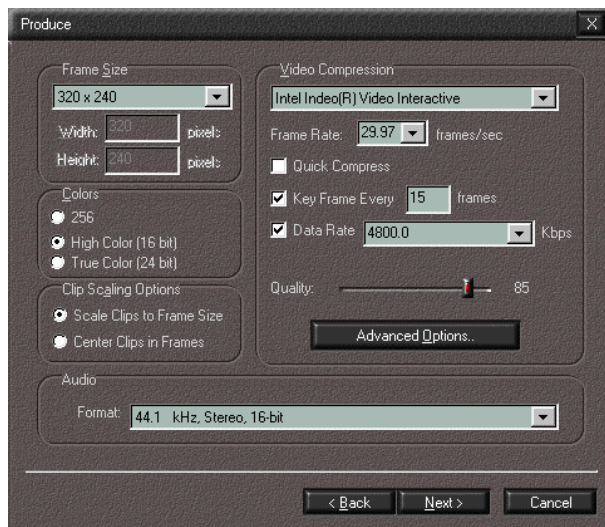 Produce
Frame Size
320 x 240
Width: 320 pixels
Height: 240 pixels
Colors
256
High Color (16 bit)
True Color (24 bit)
Clip Scaling Options
Scale Clips to Frame Size
Center Clips in Frames
Video Compression
Intel Indeo(R) Video Interactive
Frame Rate: 29.97 frames/sec
Quick Compress
Key Frame Every 15 frames
Data Rate 4800.0 Kbps
Quality: 85
Advanced Options..
Audio
Format: 44.1 kHz, Stereo, 16-bit
< Back Next > Cancel